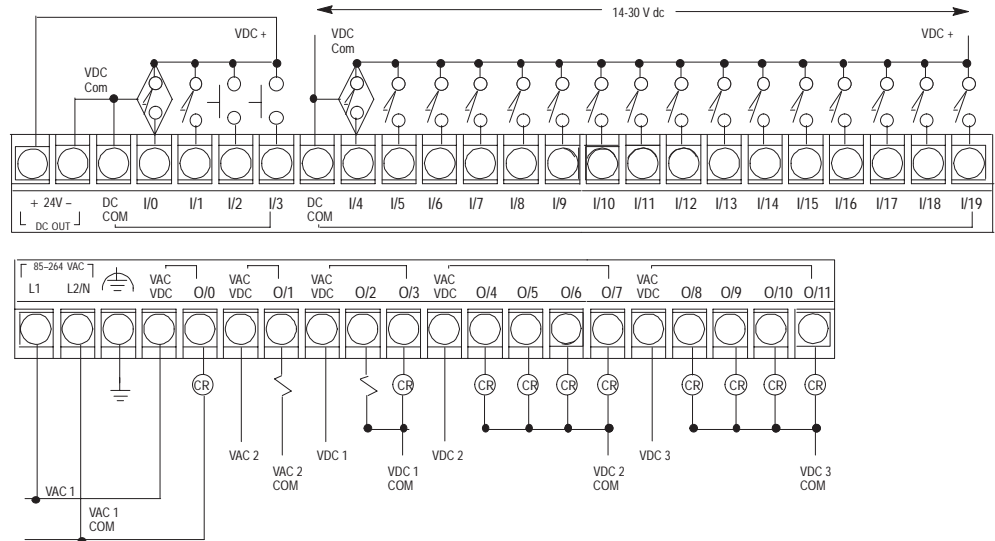 14-30 V dc
VDC + VDC Com VDC +
VDC Com
+ 24V – DC COM I/0 I/1 I/2 I/3 DC COM I/4 I/5 I/6 I/7 I/8 I/9 I/10 I/11 I/12 I/13 I/14 I/15 I/16 I/17 I/18 I/19
DC OUT
85–264 VAC
L1 L2/N VAC VDC O/0 VAC VDC O/1 VAC VDC O/2 O/3 VAC VDC O/4 O/5 O/6 O/7 VAC VDC O/8 O/9 O/10 O/11
CR CR CR CR CR CR CR CR CR CR
VAC 2 VDC 1 VDC 2 VDC 3
VAC 2 COM VDC 1 COM VDC 2 COM VDC 3 COM
VAC 1
VAC 1 COM